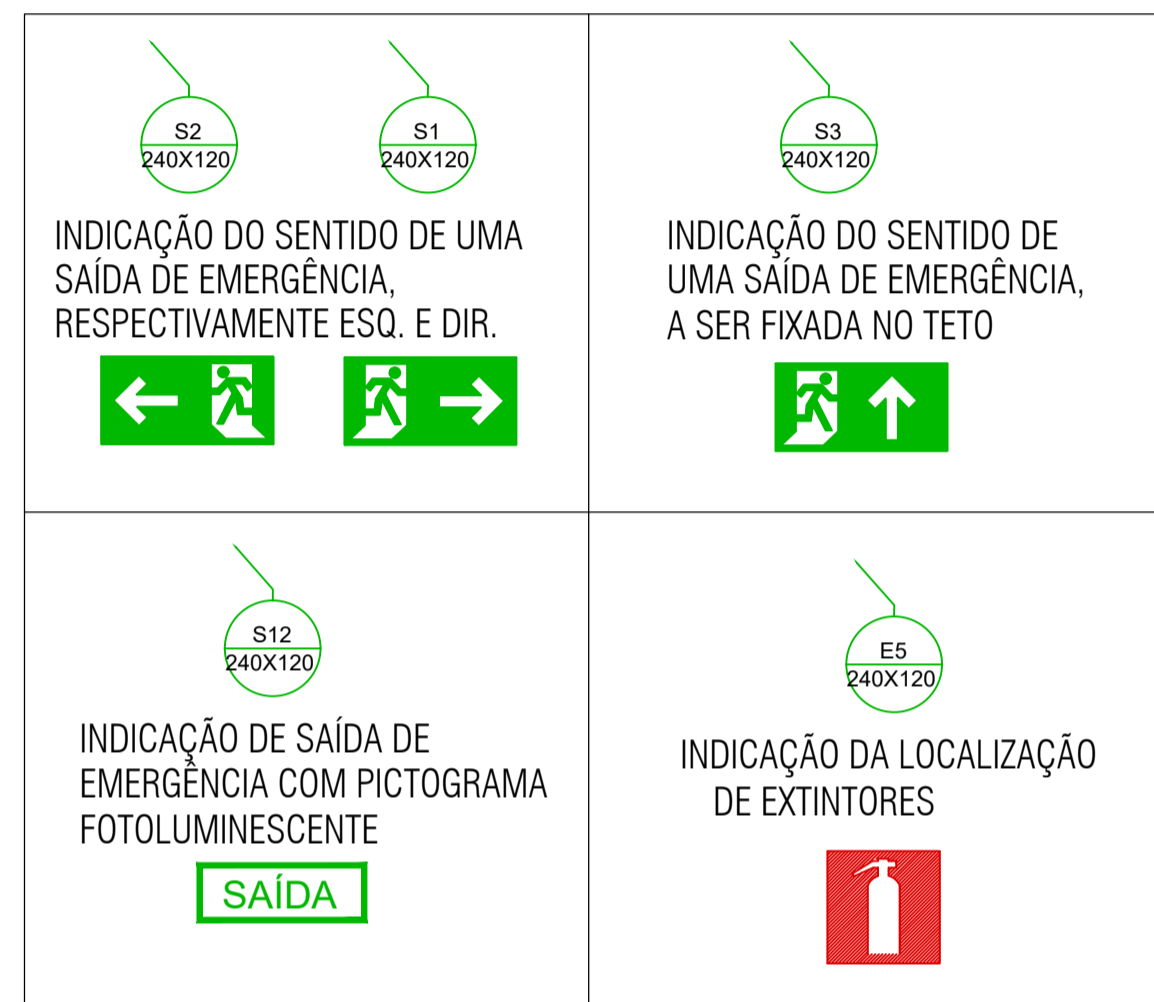 S2
240X120
S1
240X120
INDICAÇÃO DO SENTIDO DE UMA
SAÍDA DE EMERGÊNCIA,
RESPECTIVAMENTE ESQ. E DIR.
S3
240X120
INDICAÇÃO DO SENTIDO DE
UMA SAÍDA DE EMERGÊNCIA,
A SER FIXADA NO TETO
S12
240X120
INDICAÇÃO DE SAÍDA DE
EMERGÊNCIA COM PICTOGRAMA
FOTOLUMINESCENTE
SAÍDA
E5
240X120
INDICAÇÃO DA LOCALIZAÇÃO
DE EXTINTORES